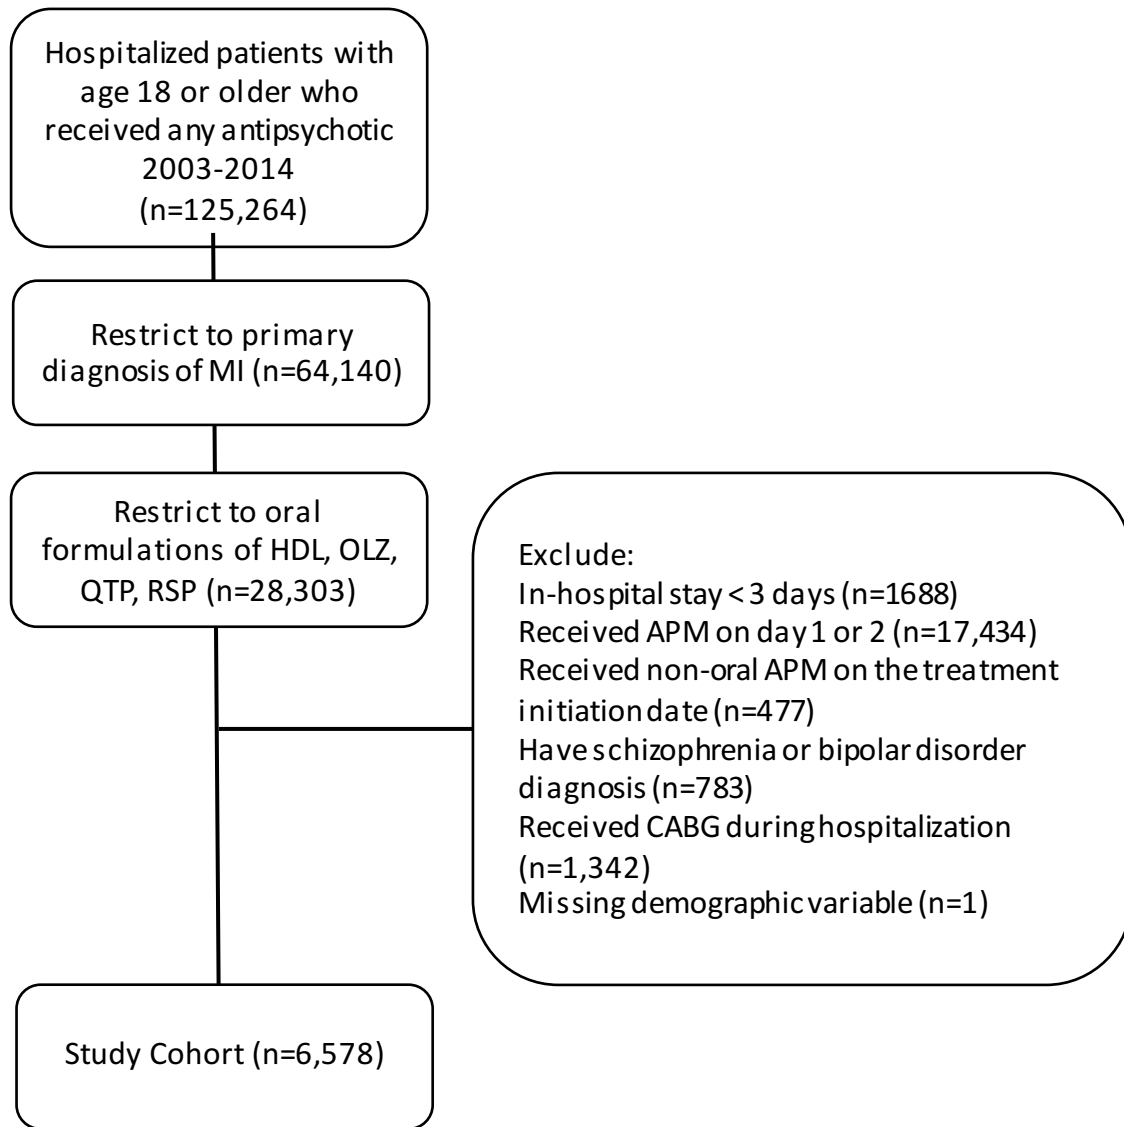 Hospitalized patients with
age 18 or older who
received any antipsychotic
2003-2014
(n=125,264)
Restrict to primary
diagnosis of MI (n=64,140)
Restrict to oral
formulations of HDL, OLZ,
QTP, RSP (n=28,303)
Exclude:
In-hospital stay < 3 days (n=1688)
Received APM on day 1 or 2 (n=17,434)
Received non-oral APM on the treatment
initiation date (n=477)
Have schizophrenia or bipolar disorder
diagnosis (n=783)
Received CABG during hospitalization
(n=1,342)
Missing demographic variable (n=1)
Study Cohort (n=6,578)